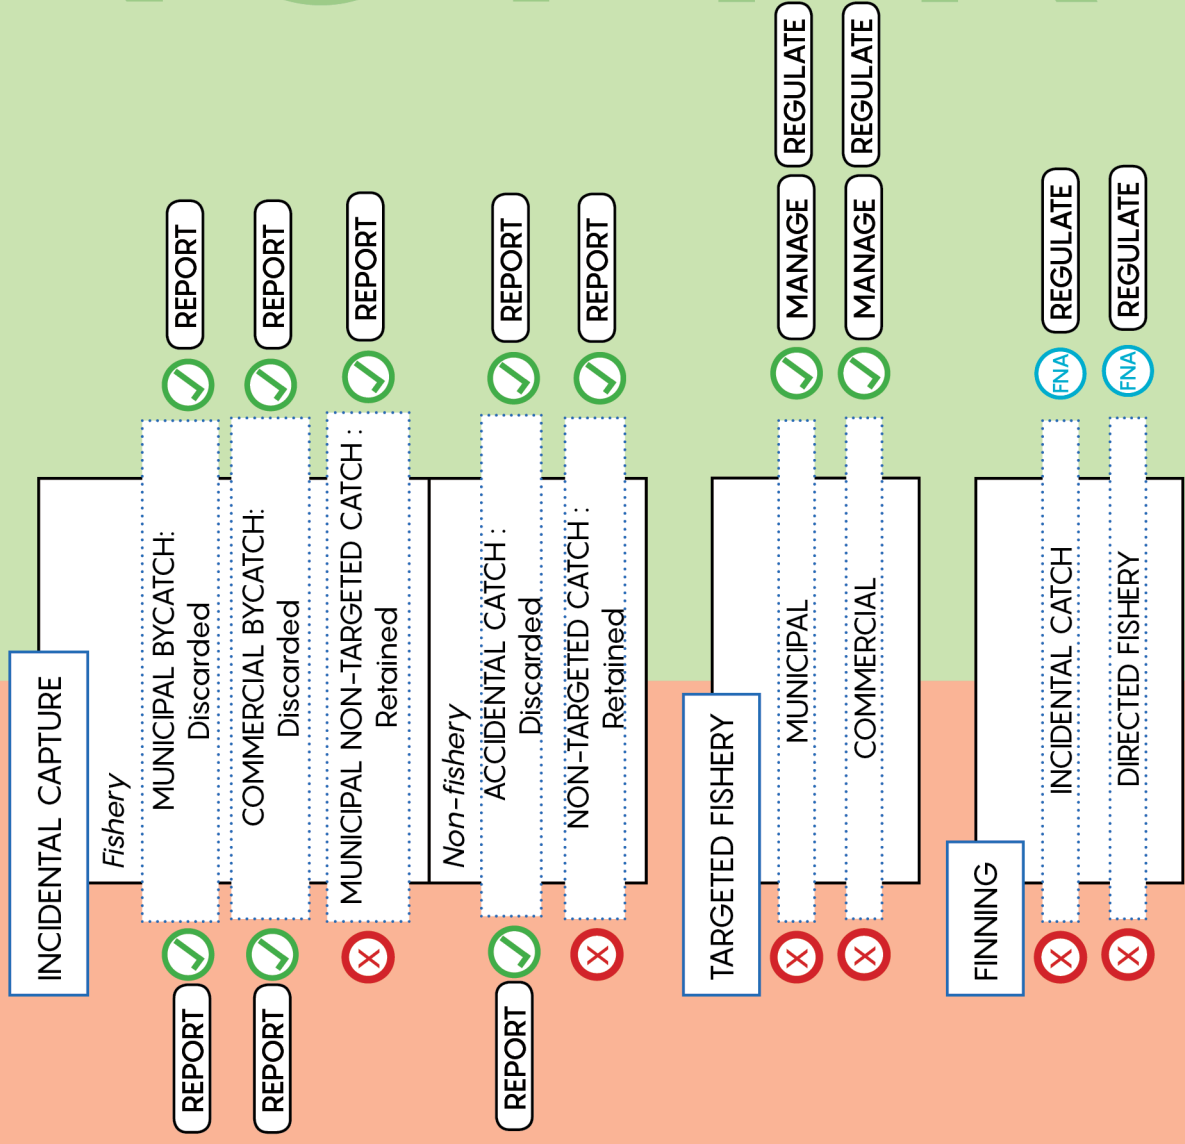 INCIDENTAL CAPTURE
Fishery
REPORT
MUNICIPAL BYCATCH:
Discarded
REPORT
REPORT
COMMERCIAL BYCATCH:
Discarded
REPORT
X
MUNICIPAL NON-TARGETED CATCH :
Retained
REPORT
Non-fishery
REPORT
ACCIDENTAL CATCH :
Discarded
REPORT
X
NON-TARGETED CATCH :
Retained
REPORT
TARGETED FISHERY
X
MUNICIPAL
MANAGE
REGULATE
X
COMMERCIAL
MANAGE
REGULATE
FINNING
X
INCIDENTAL CATCH
FNA
REGULATE
X
DIRECTED FISHERY
FNA
REGULATE